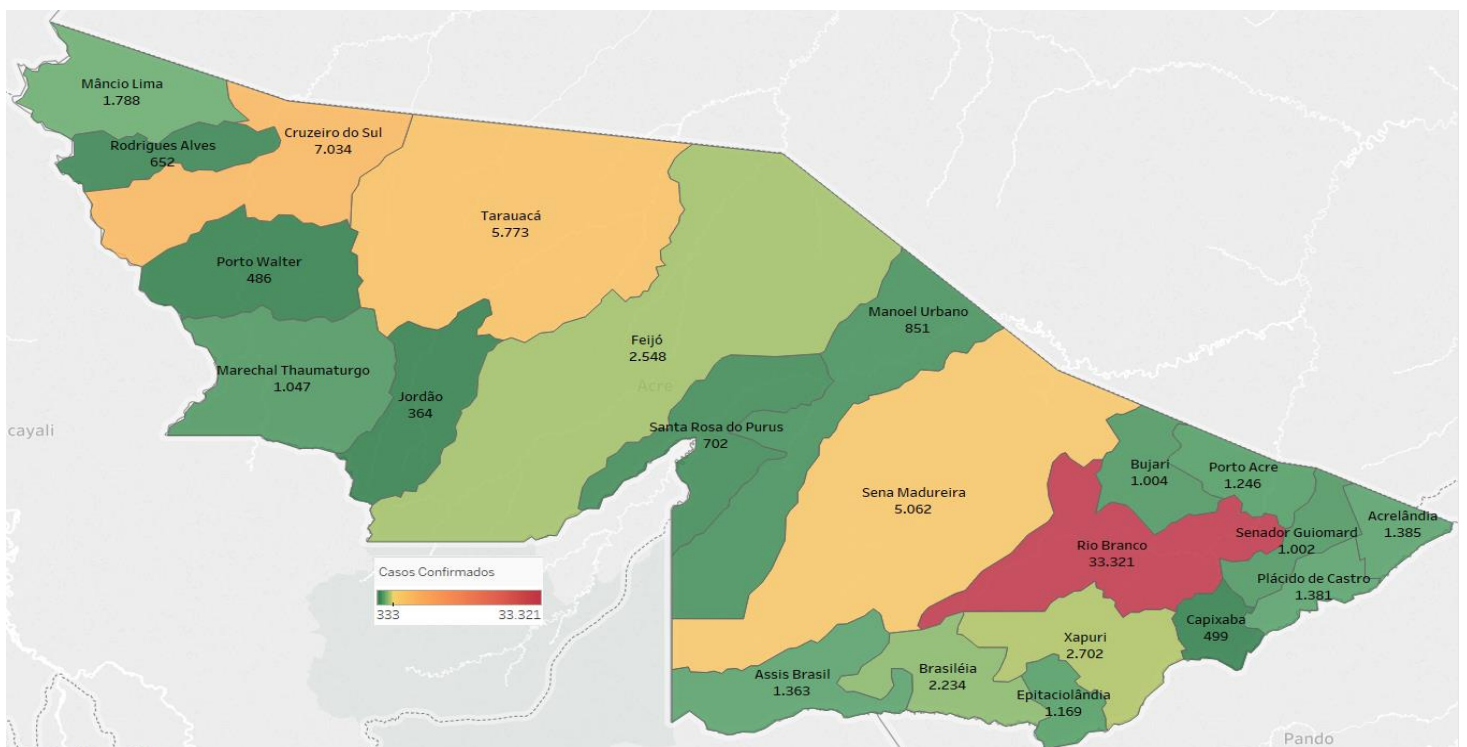 Mâncio Lima
1.788
Rodrigues Alves
652
Cruzeiro do Sul
7.034
Tarauacá
5.773
Porto Walter
486
Marechal Thaumaturgo
1.047
Jordão
364
Feijó
2.548
Acre
Manoel Urbano
851
Santa Rosa do Purus
702
cayali
Sena Madureira
5.062
Bujari
1.004
Porto Acre
1.246
Senador Guiomard
1.002
Acrelândia
1.385
Rio Branco
33.321
Plácido de Castro
1.381
Capixaba
499
Xapuri
2.702
Assis Brasil
1.363
Brasiléia
2.234
Epitaciolândia
1.169
Casos Confirmados
333 33.321
Pando